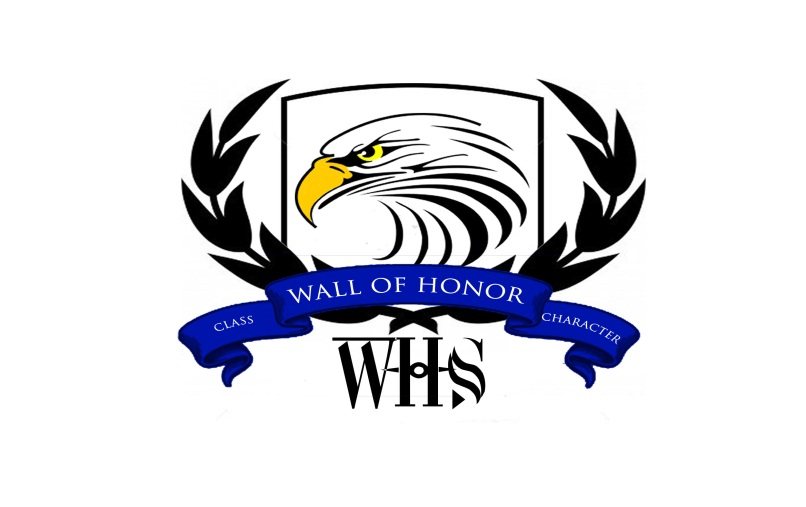 WALL OF HONOR
CLASS
CHARACTER
WHS